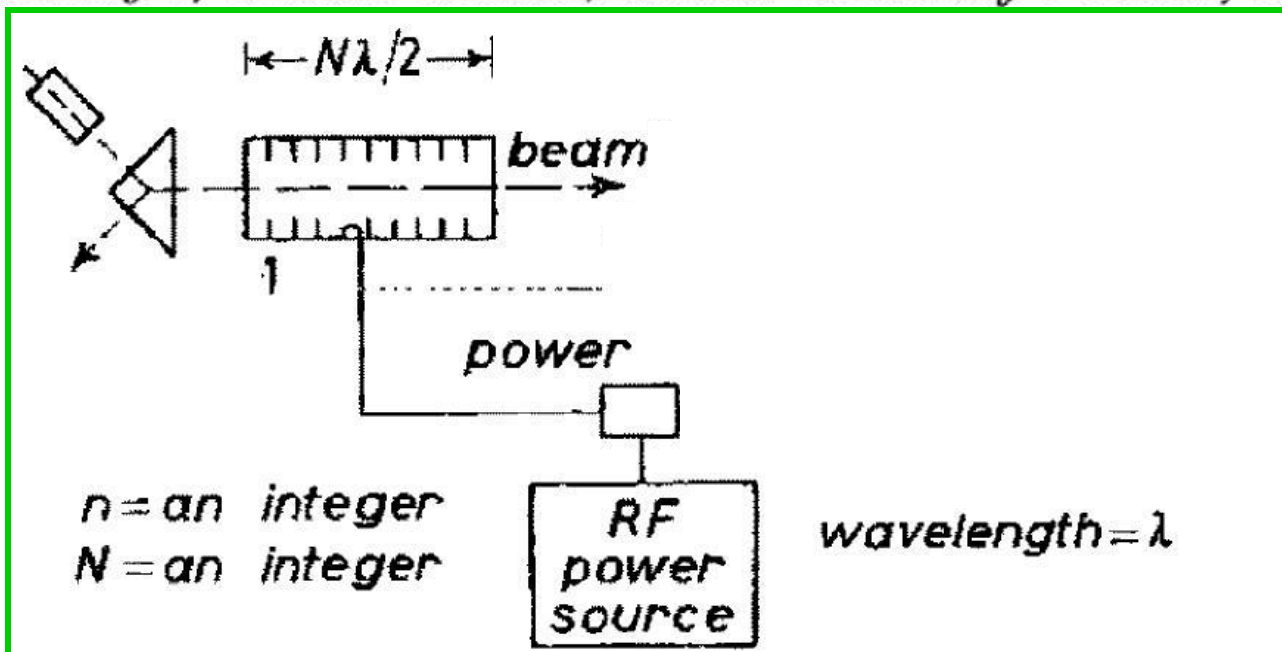 Nλ/2
beam
1
power
n = an integer
N = an integer
RF
power
source
wavelength = λ